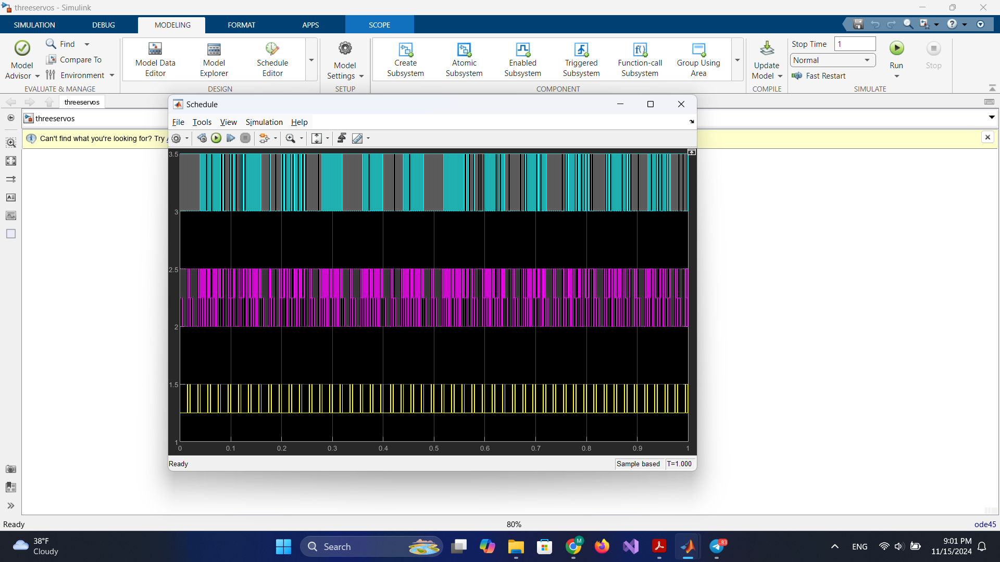 threeservos - Simulink
SIMULATION DEBUG MODELING FORMAT APPS SCOPE
Model Advisor
Find
Compare To
Environment
EVALUATE & MANAGE
Model Data Editor
Model Explorer
Schedule Editor
DESIGN
Model Settings
SETUP
Create Subsystem
Atomic Subsystem
Enabled Subsystem
Triggered Subsystem
Function-call Subsystem
Group Using Area
COMPONENT
Update Model
COMPILE
Stop Time 1
Normal
Fast Restart
Run
Stop
SIMULATE
threeservos
threeservos
Can't find what you're looking for? Try
Schedule
File Tools View Simulation Help
3.5
3
2.5
2
1.5
1
0 0.1 0.2 0.3 0.4 0.5 0.6 0.7 0.8 0.9 1
Ready
Sample based T=1.000
Ready
80%
ode45
38°F
Cloudy
Search
M
83
ENG
9:01 PM
11/15/2024